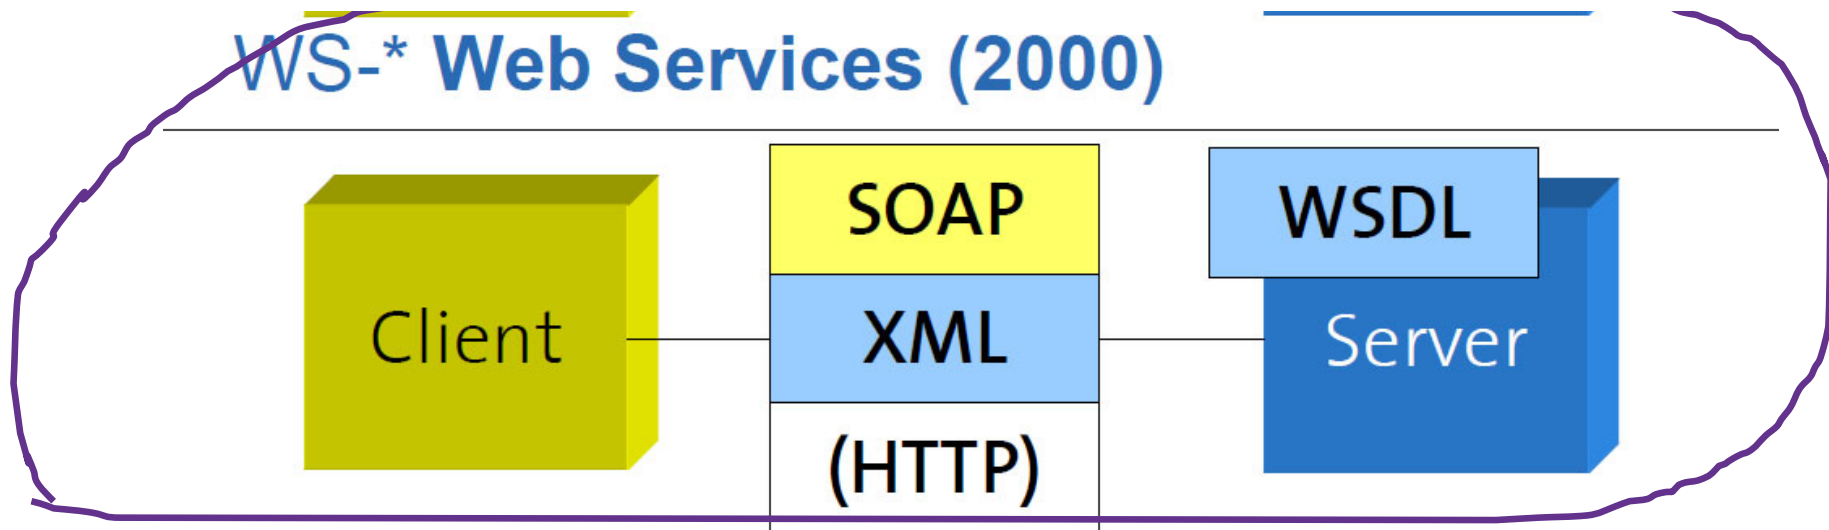 WS-* Web Services (2000)
SOAP
WSDL
XML
Client
Server
(HTTP)